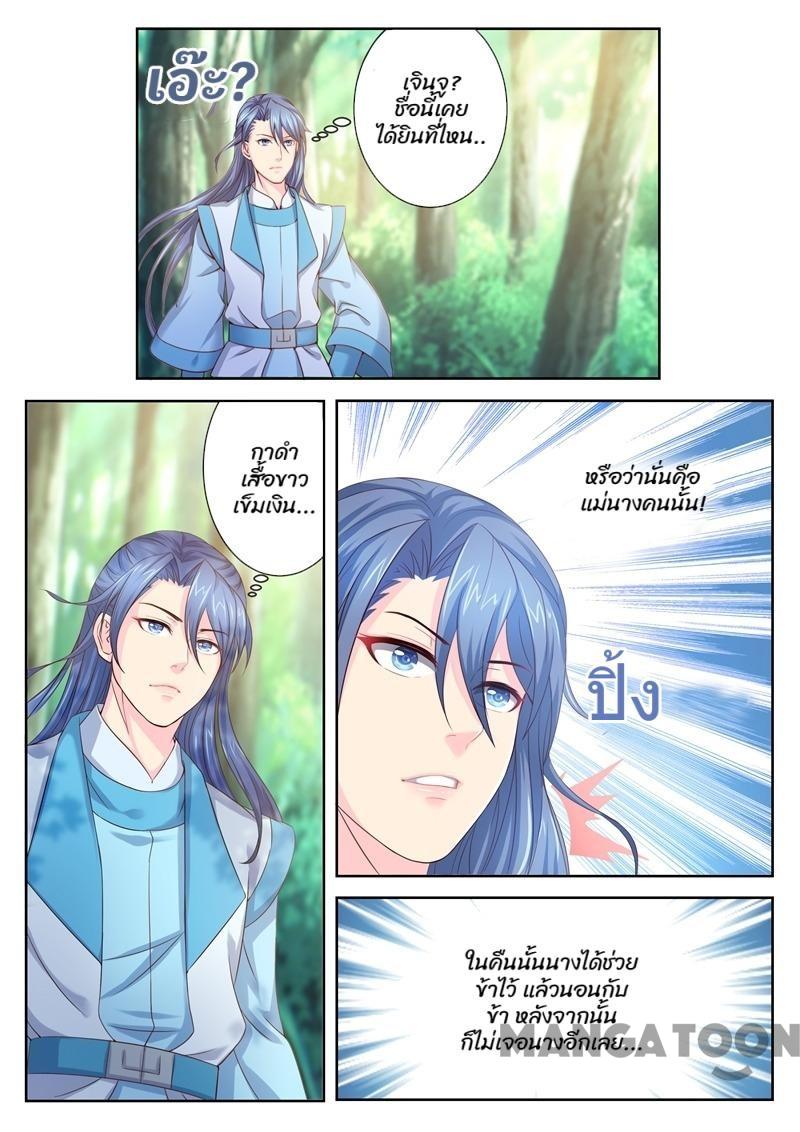 เอ๊ะ?
เจินจู?
ชื่อนี้เคย
ได้ยินที่ไหน..
กาดำ
เสื้อขาว
เข็มเงิน...
หรือว่านั่นคือ
แม่นางคนนั้น!
ปิ้ง
ในคืนนั้นนางได้ช่วย
ข้าไว้ แล้วนอนกับ
ข้า หลังจากนั้น
ก็ไม่เจอนางอีกเลย...
MANGATOON